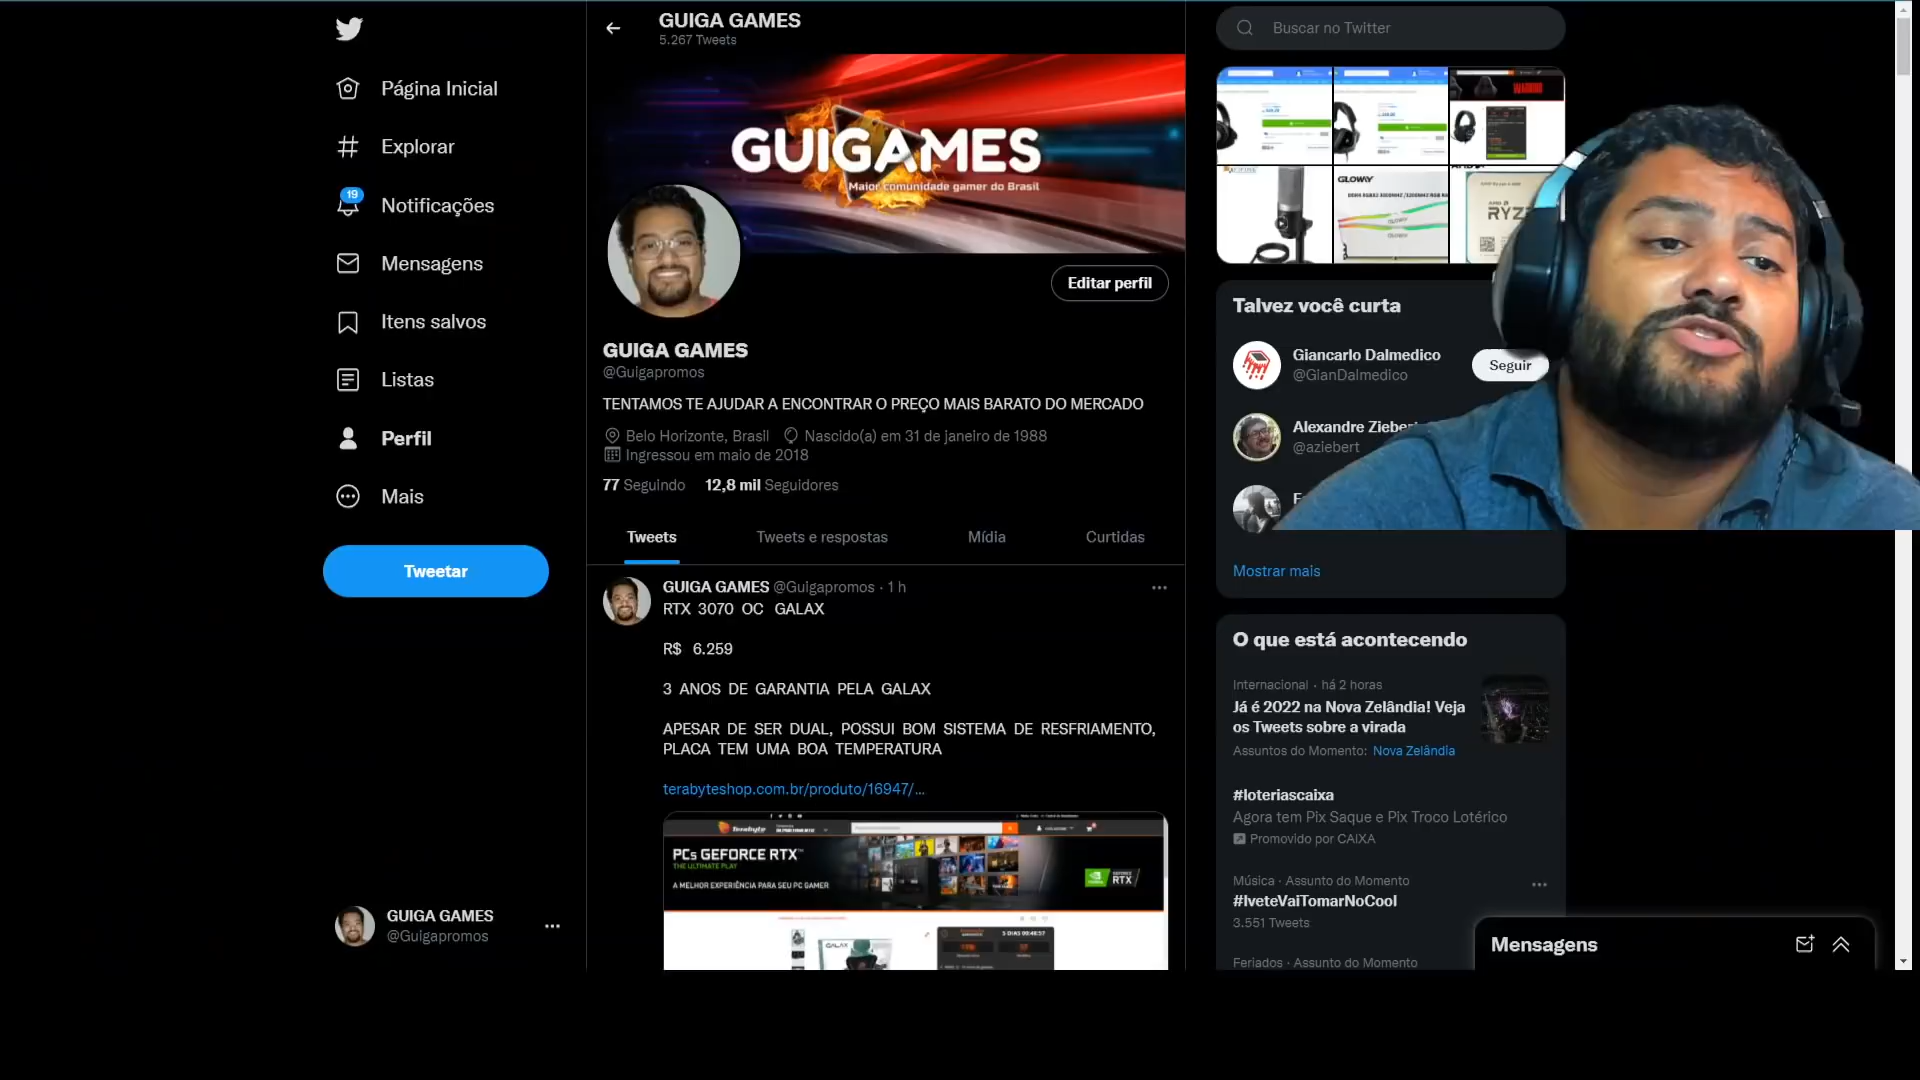 Página Inicial
Explorar
19
Notificações
Mensagens
Itens salvos
Listas
Perfil
Mais
Tweetar
GUIGA GAMES
@Guigapromos
GUIGA GAMES
5.267 Tweets
GUIGAMES
Maior comunidade gamer do Brasil
Editar perfil
GUIGA GAMES
@Guigapromos
TENTAMOS TE AJUDAR A ENCONTRAR O PREÇO MAIS BARATO DO MERCADO
Belo Horizonte, Brasil Nascido(a) em 31 de janeiro de 1988
Ingressou em maio de 2018
77 Seguindo 12,8 mil Seguidores
Tweets Tweets e respostas Mídia Curtidas
GUIGA GAMES @Guigapromos · 1 h
RTX 3070 OC GALAX
R$ 6.259
3 ANOS DE GARANTIA PELA GALAX
APESAR DE SER DUAL, POSSUI BOM SISTEMA DE RESFRIAMENTO,
PLACA TEM UMA BOA TEMPERATURA
terabyteshop.com.br/produto/16947/...
terabyte
PCs GEFORCE RTX™
THE ULTIMATE PLAY
A MELHOR EXPERIÊNCIA PARA SEU PC GAMER
GEFORCE
RTX
GALAX
Buscar no Twitter
GLOWAY
Talvez você curta
Giancarlo Dalmedico
@GianDalmedico
Seguir
Alexandre Zieber
@aziebert
Mostrar mais
O que está acontecendo
Internacional · há 2 horas
Já é 2022 na Nova Zelândia! Veja
os Tweets sobre a virada
Assuntos do Momento: Nova Zelândia
#loteriascaixa
Agora tem Pix Saque e Pix Troco Lotérico
Promovido por CAIXA
Música · Assunto do Momento
#IveteVaiTomarNoCool
3.551 Tweets
Feriados · Assunto do Momento
Mensagens